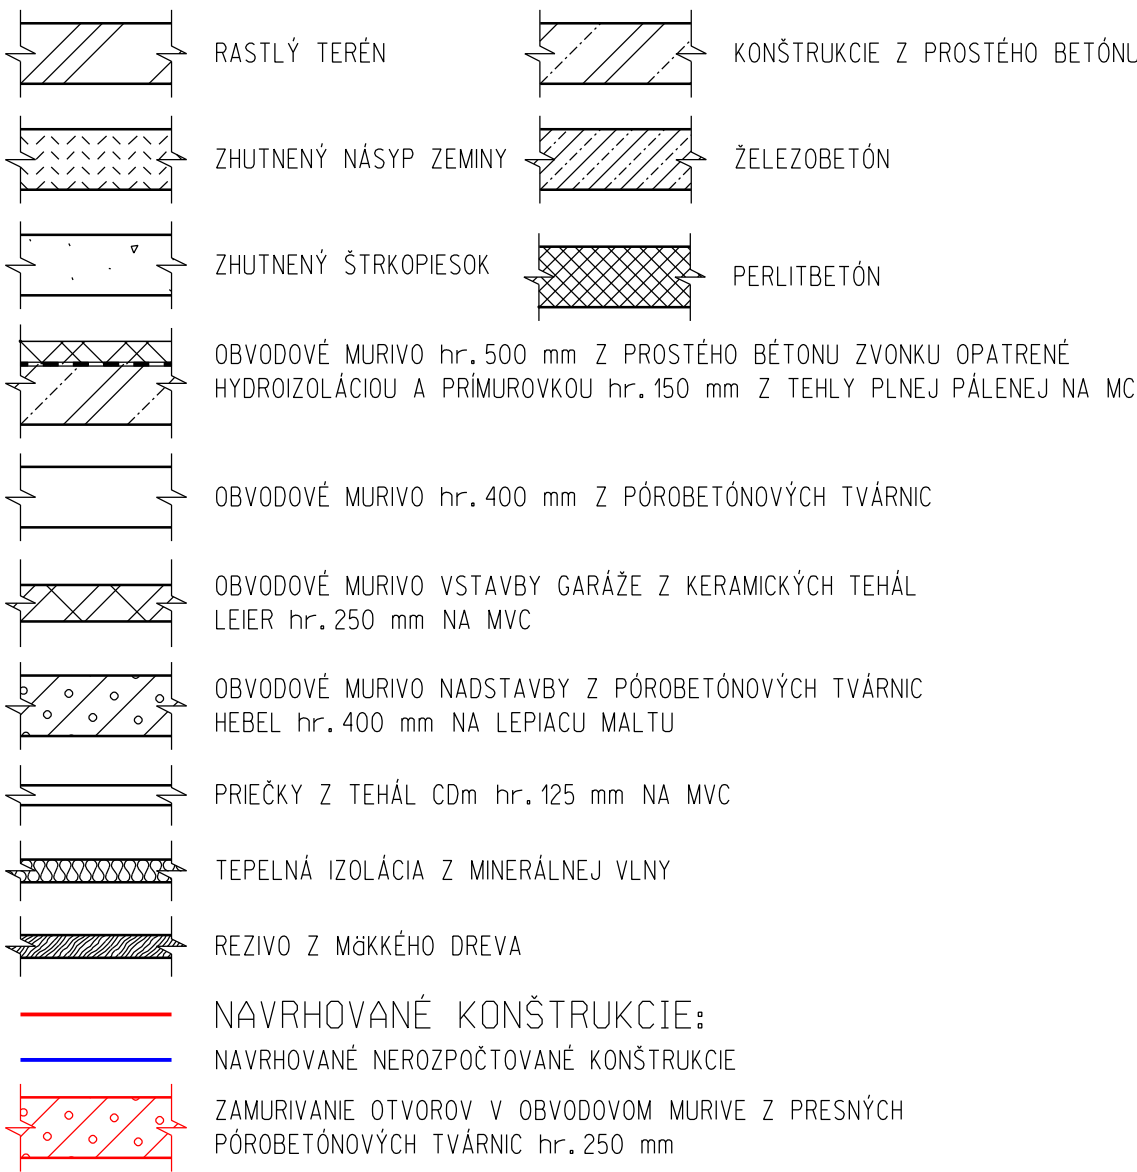 RASTLÝ TERÉN
KONŠTRUKCIE Z PROSTÉHO BETÓNU
ZHUTNENÝ NÁSYP ZEMINY
ŽELEZOBETÓN
ZHUTNENÝ ŠTRKOPIESOK
PERLITBETÓN
OBVODOVÉ MURIVO hr. 500 mm Z PROSTÉHO BÉTONU ZVONKU OPATRENÉ
HYDROIZOLÁCIOU A PRÍMUROVKOU hr. 150 mm Z TEHLY PLNEJ PÁLENEJ NA MC
OBVODOVÉ MURIVO hr. 400 mm Z PÓROBETÓNOVÝCH TVÁRNIC
OBVODOVÉ MURIVO VSTAVBY GARÁŽE Z KERAMICKÝCH TEHÁL
LEIER hr. 250 mm NA MVC
OBVODOVÉ MURIVO NADSTAVBY Z PÓROBETÓNOVÝCH TVÁRNIC
HEBEL hr. 400 mm NA LEPIACU MALTU
PRIEČKY Z TEHÁL CDm hr. 125 mm NA MVC
TEPELNÁ IZOLÁCIA Z MINERÁLNEJ VLNY
REZIVO Z MäKKÉHO DREVA
NAVRHOVANÉ KONŠTRUKCIE:
NAVRHOVANÉ NEROZPOČTOVANÉ KONŠTRUKCIE
ZAMURIVANIE OTVOROV V OBVODOVOM MURIVE Z PRESNÝCH
PÓROBETÓNOVÝCH TVÁRNIC hr. 250 mm